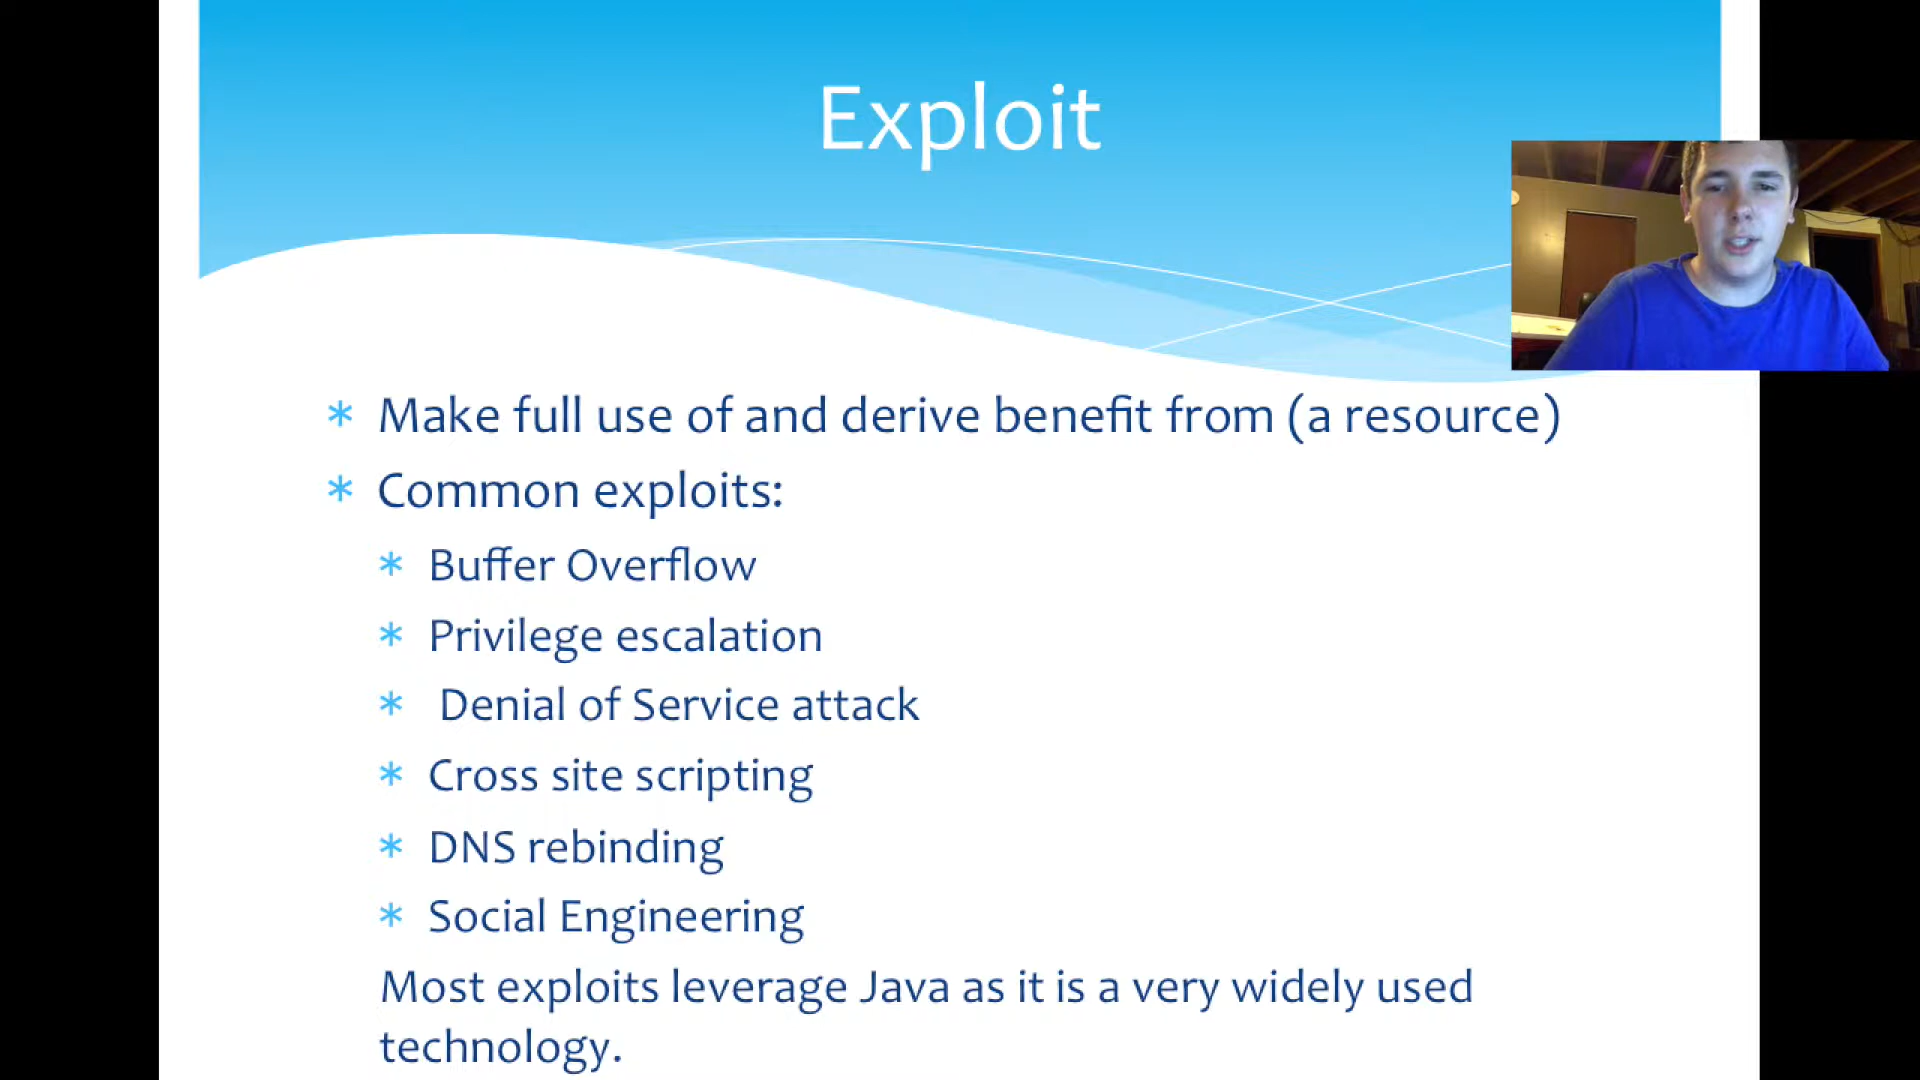 Exploit
* Make full use of and derive benefit from (a resource)
* Common exploits:
* Buffer Overflow
* Privilege escalation
* Denial of Service attack
* Cross site scripting
* DNS rebinding
* Social Engineering
Most exploits leverage Java as it is a very widely used
technology.